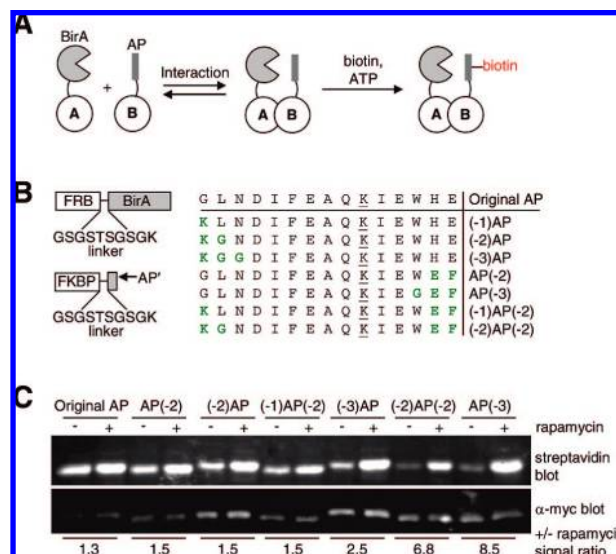 A
BirA
AP
A + B
Interaction
A B
biotin,
ATP
biotin
A B
B
FRB BirA
GSGSTSGSGK
linker
FKBP AP'
GSGSTSGSGK
linker
G L N D I F E A Q K I E W H E Original AP
K L N D I F E A Q K I E W H E (-1)AP
K G N D I F E A Q K I E W H E (-2)AP
K G G D I F E A Q K I E W H E (-3)AP
G L N D I F E A Q K I E W E F AP(-2)
G L N D I F E A Q K I E G E F AP(-3)
K L N D I F E A Q K I E W E F (-1)AP(-2)
K G N D I F E A Q K I E W E F (-2)AP(-2)
C
Original AP AP(-2) (-2)AP (-1)AP(-2) (-3)AP (-2)AP(-2) AP(-3)
- + - + - + - + - + - + - + rapamycin
streptavidin
blot
α-myc blot
+/- rapamyci
1.3 1.5 1.5 1.5 2.5 6.8 8.5 signal ratio